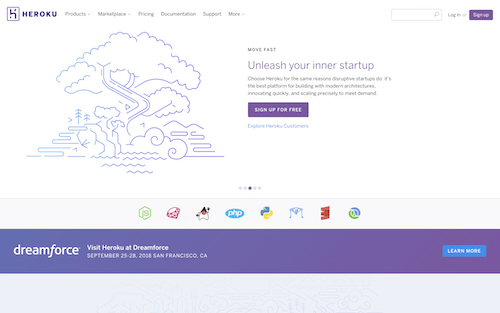 HEROKU
Products
Marketplace
Pricing
Documentation
Support
More
Log in
Sign up
MOVE FAST
Unleash your inner startup
Choose Heroku for the same reasons disruptive startups do: it's
the best platform for building with modern architectures,
innovating quickly, and scaling precisely to meet demand.
SIGN UP FOR FREE
Explore Heroku Customers
JS
php
dreamforce
Visit Heroku at Dreamforce
SEPTEMBER 25-28, 2018 SAN FRANCISCO, CA
LEARN MORE